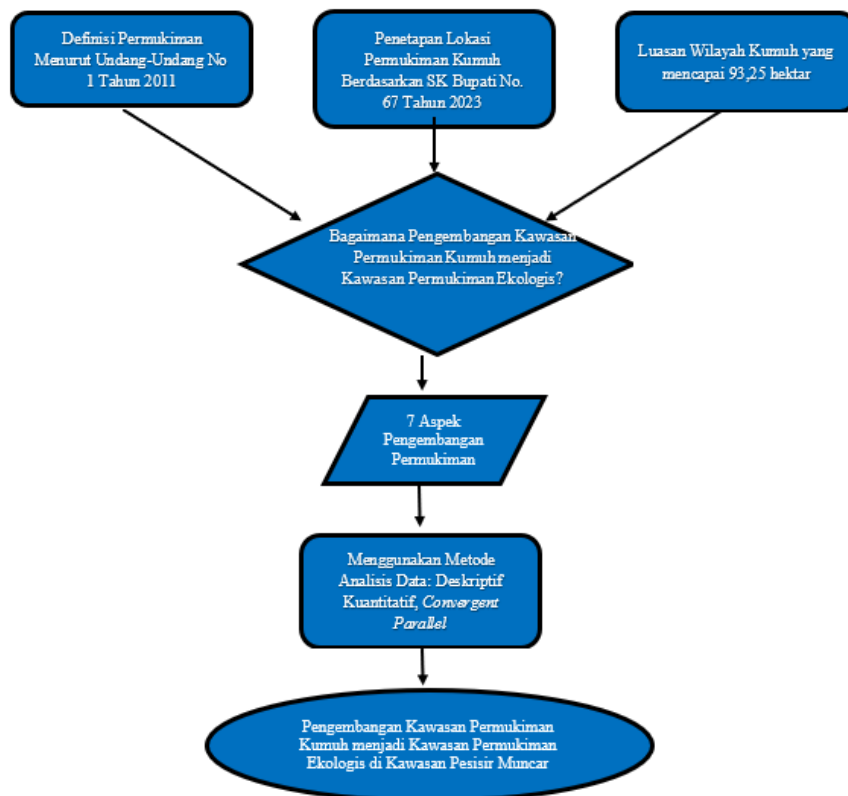 Definisi Permukiman
Menurut Undang-Undang No
1 Tahun 2011
Penetapan Lokasi
Permukiman Kumuh
Berdasarkan SK Bupati No.
67 Tahun 2023
Luasan Wilayah Kumuh yang
mencapai 93,25 hektar
Bagaimana Pengembangan Kawasan
Permukiman Kumuh menjadi
Kawasan Permukiman Ekologis?
7 Aspek
Pengembangan
Permukiman
Menggunakan Metode
Analisis Data: Deskriptif
Kuantitatif, Convergent
Parallel
Pengembangan Kawasan Permukiman
Kumuh menjadi Kawasan Permukiman
Ekologis di Kawasan Pesisir Muncar